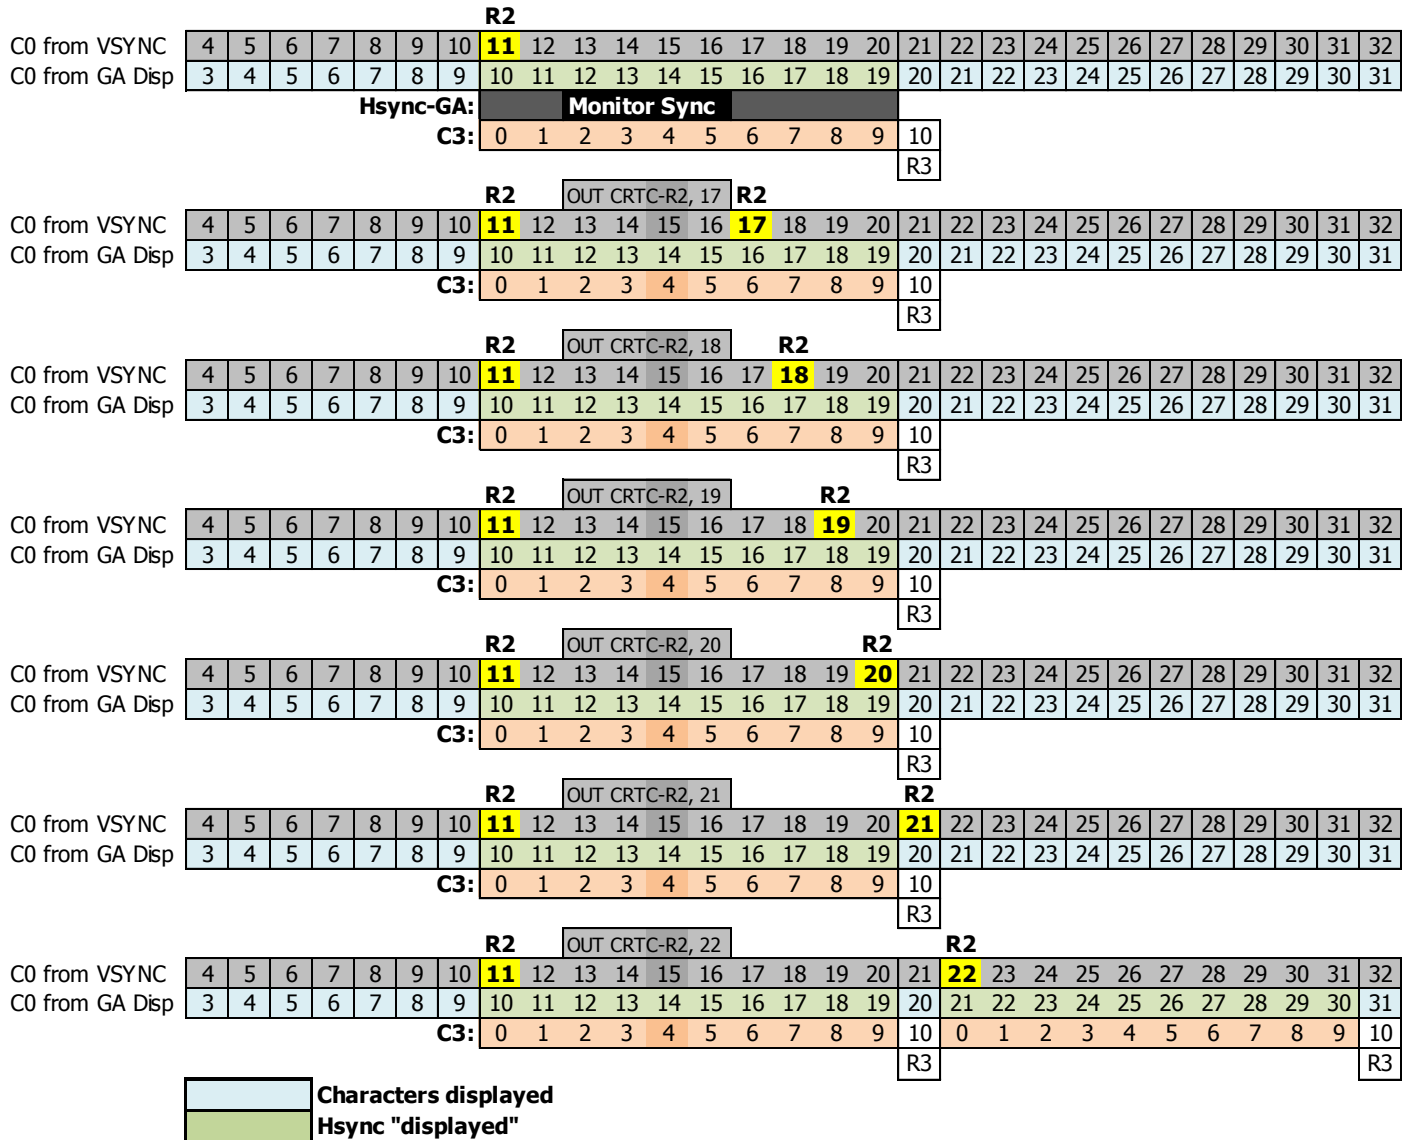 R2
C0 from VSYNC 4 5 6 7 8 9 10 11 12 13 14 15 16 17 18 19 20 21 22 23 24 25 26 27 28 29 30 31 32
C0 from GA Disp 3 4 5 6 7 8 9 10 11 12 13 14 15 16 17 18 19 20 21 22 23 24 25 26 27 28 29 30 31
Hsync-GA: Monitor Sync
C3: 0 1 2 3 4 5 6 7 8 9 10
R3
R2 OUT CRTC-R2, 17 R2
C0 from VSYNC 4 5 6 7 8 9 10 11 12 13 14 15 16 17 18 19 20 21 22 23 24 25 26 27 28 29 30 31 32
C0 from GA Disp 3 4 5 6 7 8 9 10 11 12 13 14 15 16 17 18 19 20 21 22 23 24 25 26 27 28 29 30 31
C3: 0 1 2 3 4 5 6 7 8 9 10
R3
R2 OUT CRTC-R2, 18 R2
C0 from VSYNC 4 5 6 7 8 9 10 11 12 13 14 15 16 17 18 19 20 21 22 23 24 25 26 27 28 29 30 31 32
C0 from GA Disp 3 4 5 6 7 8 9 10 11 12 13 14 15 16 17 18 19 20 21 22 23 24 25 26 27 28 29 30 31
C3: 0 1 2 3 4 5 6 7 8 9 10
R3
R2 OUT CRTC-R2, 19 R2
C0 from VSYNC 4 5 6 7 8 9 10 11 12 13 14 15 16 17 18 19 20 21 22 23 24 25 26 27 28 29 30 31 32
C0 from GA Disp 3 4 5 6 7 8 9 10 11 12 13 14 15 16 17 18 19 20 21 22 23 24 25 26 27 28 29 30 31
C3: 0 1 2 3 4 5 6 7 8 9 10
R3
R2 OUT CRTC-R2, 20 R2
C0 from VSYNC 4 5 6 7 8 9 10 11 12 13 14 15 16 17 18 19 20 21 22 23 24 25 26 27 28 29 30 31 32
C0 from GA Disp 3 4 5 6 7 8 9 10 11 12 13 14 15 16 17 18 19 20 21 22 23 24 25 26 27 28 29 30 31
C3: 0 1 2 3 4 5 6 7 8 9 10
R3
R2 OUT CRTC-R2, 21 R2
C0 from VSYNC 4 5 6 7 8 9 10 11 12 13 14 15 16 17 18 19 20 21 22 23 24 25 26 27 28 29 30 31 32
C0 from GA Disp 3 4 5 6 7 8 9 10 11 12 13 14 15 16 17 18 19 20 21 22 23 24 25 26 27 28 29 30 31
C3: 0 1 2 3 4 5 6 7 8 9 10
R3
R2 OUT CRTC-R2, 22 R2
C0 from VSYNC 4 5 6 7 8 9 10 11 12 13 14 15 16 17 18 19 20 21 22 23 24 25 26 27 28 29 30 31 32
C0 from GA Disp 3 4 5 6 7 8 9 10 11 12 13 14 15 16 17 18 19 20 21 22 23 24 25 26 27 28 29 30 31
C3: 0 1 2 3 4 5 6 7 8 9 10 0 1 2 3 4 5 6 7 8 9 10
R3 R3
Characters displayed
Hsync "displayed"